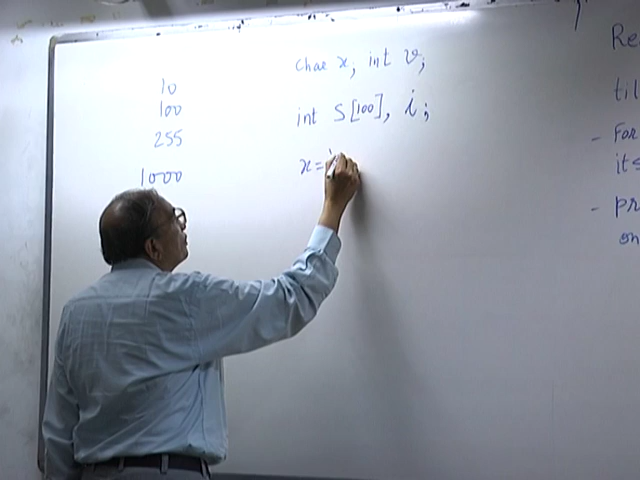 10
100
255
1000
char x; int v;
int S[100], i;
x=
Re
til
- For
its
- pr
on